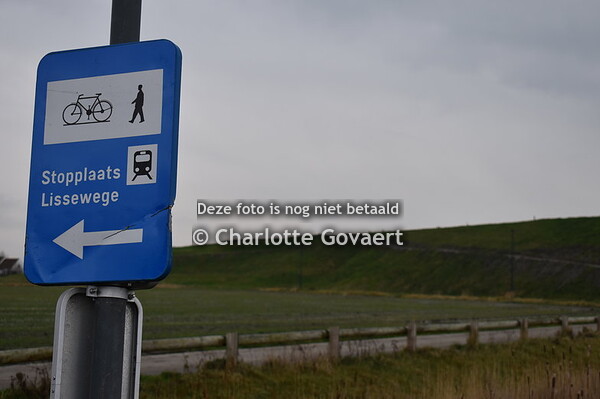 Stopplaats
Lissewege
Deze foto is nog niet betaald
© Charlotte Govaert